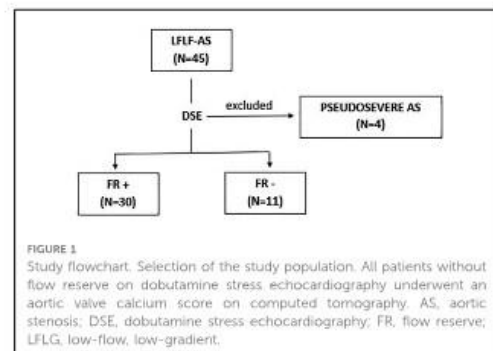 LFLF-AS
(N=45)
DSE
excluded
PSEUDOSEVERE AS
(N=4)
FR +
(N=30)
FR -
(N=11)
FIGURE 1
Study flowchart. Selection of the study population. All patients without
flow reserve on dobutamine stress echocardiography underwent an
aortic valve calcium score on computed tomography. AS, aortic
stenosis; DSE, dobutamine stress echocardiography; FR, flow reserve;
LFLG, low-flow, low-gradient.